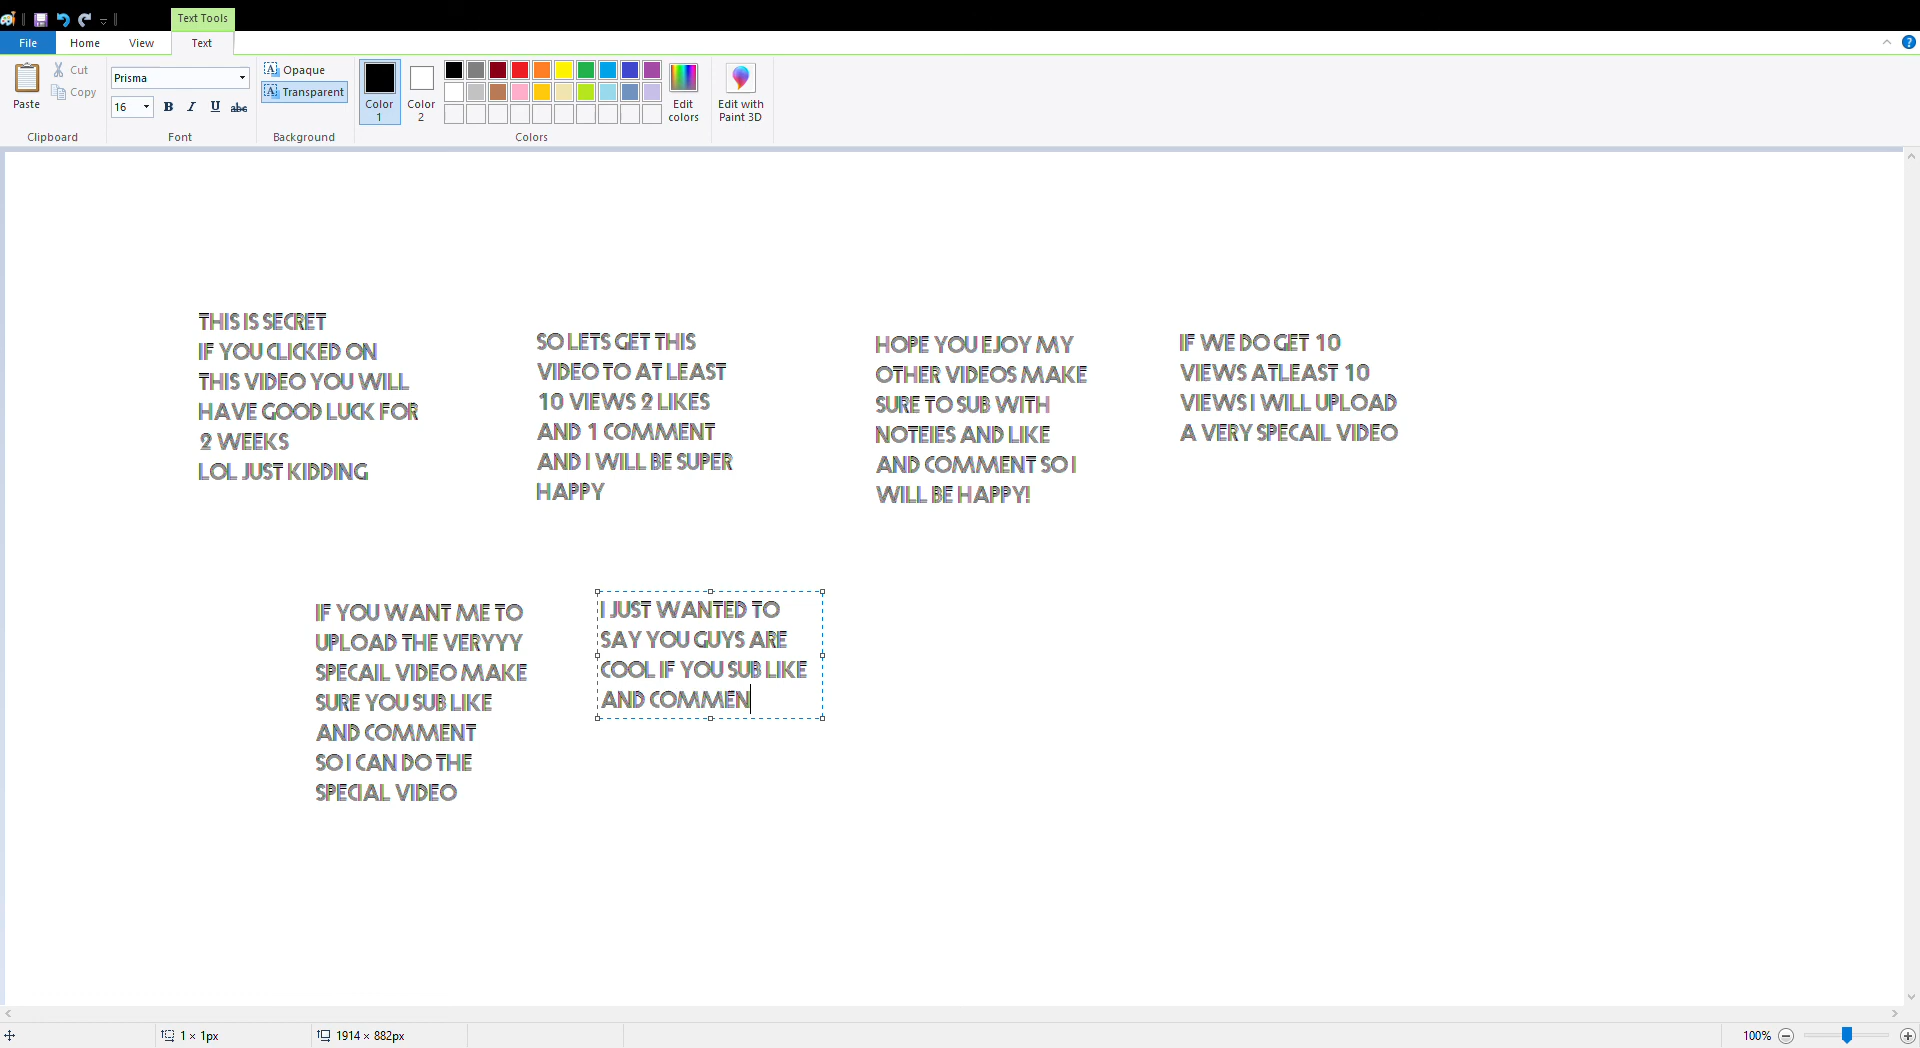 Text Tools
File
Home
View
Text
Paste
Cut
Copy
Clipboard
Prisma
16
B I U abc
Font
Opaque
Transparent
Background
Color 1
Color 2
Edit colors
Colors
Edit with Paint 3D
THIS IS SECRET
IF YOU CLICKED ON
THIS VIDEO YOU WILL
HAVE GOOD LUCK FOR
2 WEEKS
LOL JUST KIDDING
SO LETS GET THIS
VIDEO TO AT LEAST
10 VIEWS 2 LIKES
AND 1 COMMENT
AND I WILL BE SUPER
HAPPY
HOPE YOU EJOY MY
OTHER VIDEOS MAKE
SURE TO SUB WITH
NOTEIES AND LIKE
AND COMMENT SO I
WILL BE HAPPY!
IF WE DO GET 10
VIEWS ATLEAST 10
VIEWS I WILL UPLOAD
A VERY SPECAIL VIDEO
IF YOU WANT ME TO
UPLOAD THE VERYYY
SPECAIL VIDEO MAKE
SURE YOU SUB LIKE
AND COMMENT
SO I CAN DO THE
SPECIAL VIDEO
I JUST WANTED TO
SAY YOU GUYS ARE
COOL IF YOU SUB LIKE
AND COMMEN
1 × 1px
1914 × 882px
100%